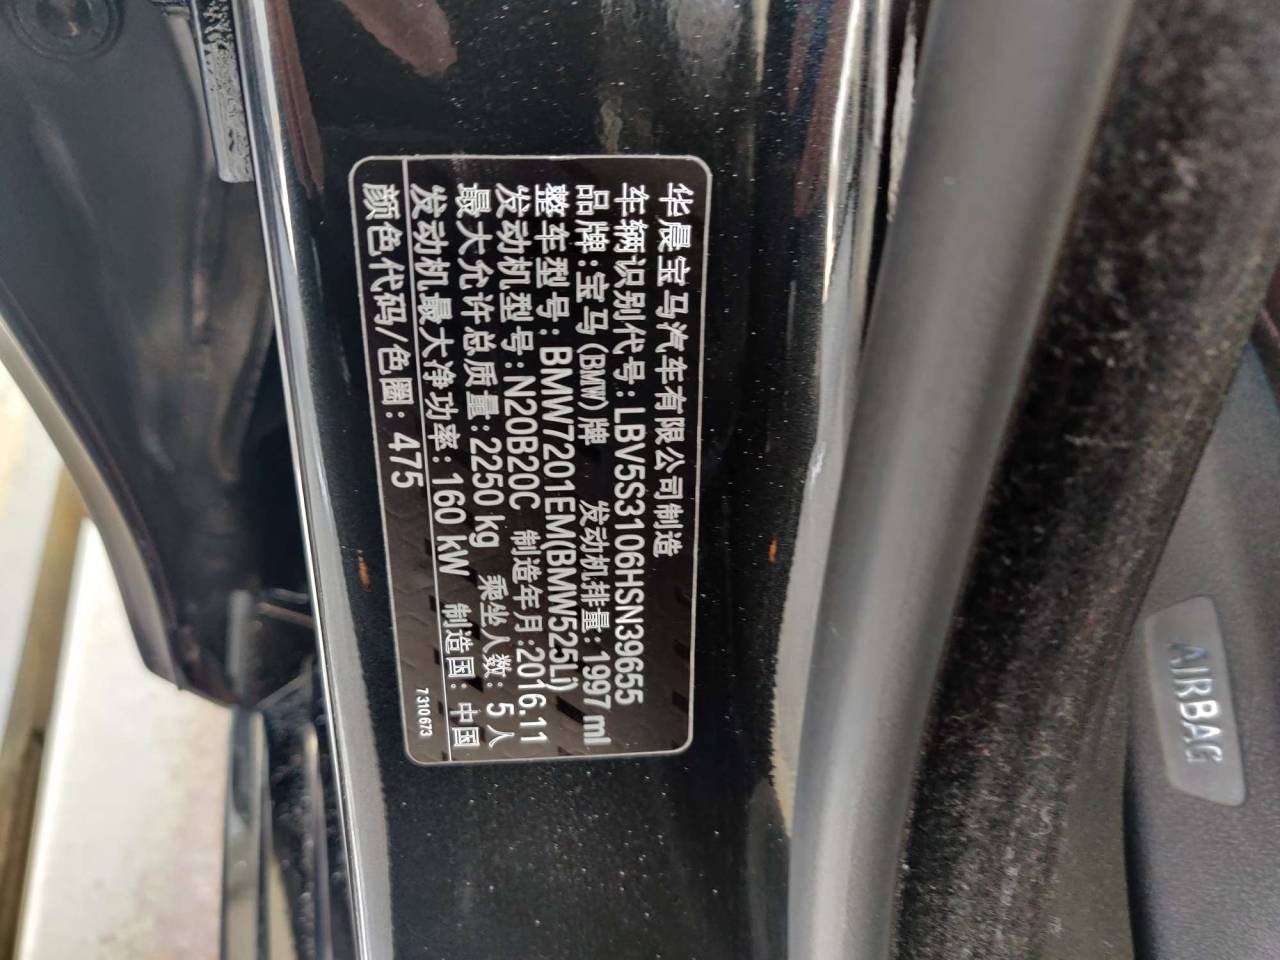 华晨宝马汽车有限公司制造
车辆识别代号:LBV5S3106HSN39655
品牌:宝马(BMW)牌 发动机排量:1997 ml
整车型号:BMW7201EM(BMW525Li)
发动机型号:N20B20C 制造年月:2016.11
最大允许总质量:2250 kg 乘坐人数:5人
发动机最大净功率:160 kW 制造国:中国
颜色代码/色圈:475
7 310 673
AIRBAG